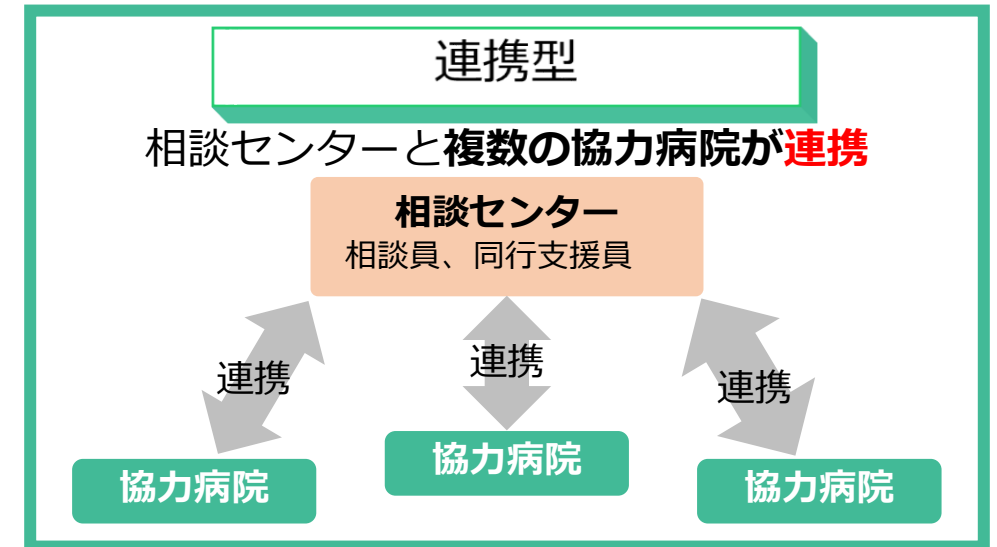 連携型
相談センターと複数の協力病院が連携
相談センター
相談員、同行支援員
連携
連携
連携
協力病院
協力病院
協力病院